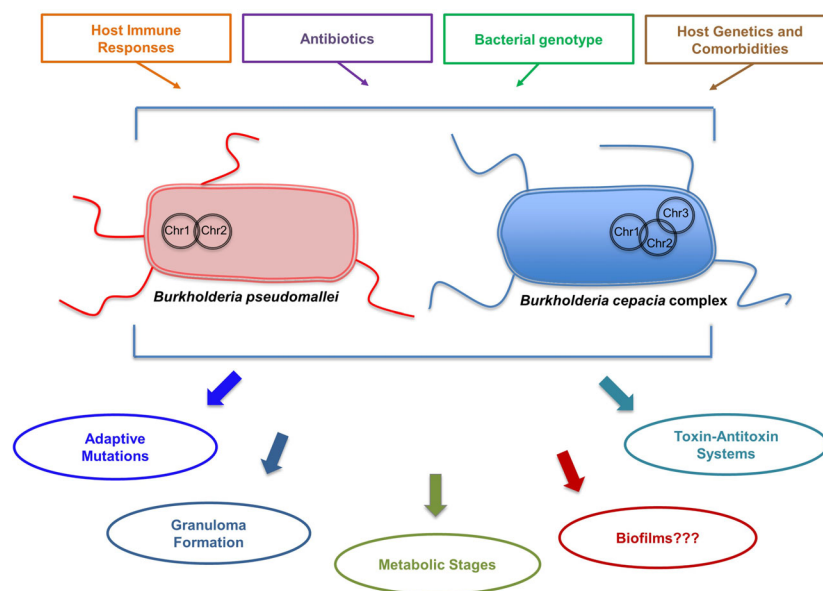 Host Immune
Responses
Antibiotics
Bacterial genotype
Host Genetics and
Comorbidities
Chr1
Chr2
Chr1
Chr2
Chr3
Burkholderia pseudomallei
Burkholderia cepacia complex
Adaptive
Mutations
Granuloma
Formation
Metabolic Stages
Biofilms???
Toxin-Antitoxin
Systems